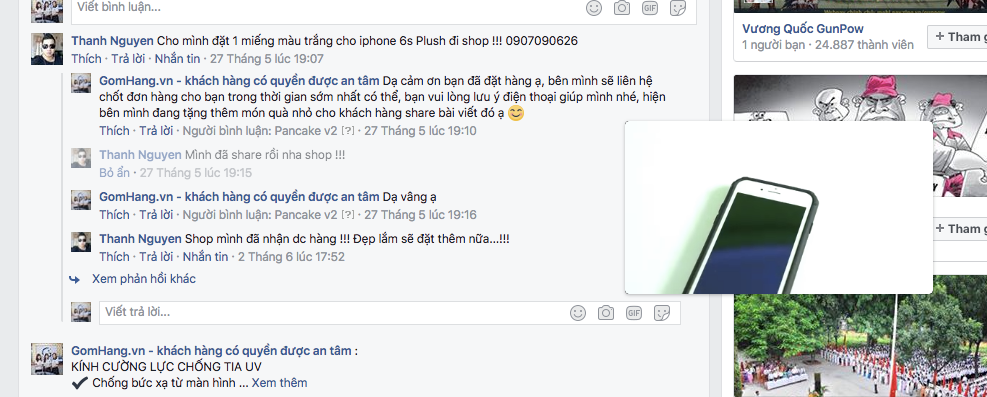 Viết bình luận...
Thanh Nguyen Cho mình đặt 1 miếng màu trắng cho iphone 6s Plush đi shop !!! 0907090626
Thích · Trả lời · Nhắn tin · 27 Tháng 5 lúc 19:07
GomHang.vn - khách hàng có quyền được an tâm Dạ cảm ơn bạn đã đặt hàng ạ, bên mình sẽ liên hệ
chốt đơn hàng cho bạn trong thời gian sớm nhất có thể, bạn vui lòng lưu ý điện thoại giúp mình nhé, hiện
bên mình đang tặng thêm món quà nhỏ cho khách hàng share bài viết đó ạ 😊
Thích · Trả lời · Người bình luận: Pancake v2 [?] · 27 Tháng 5 lúc 19:10
Thanh Nguyen Mình đã share rồi nha shop !!!
Bỏ ẩn · 27 Tháng 5 lúc 19:15
GomHang.vn - khách hàng có quyền được an tâm Dạ vâng ạ
Thích · Trả lời · Người bình luận: Pancake v2 [?] · 27 Tháng 5 lúc 19:16
Thanh Nguyen Shop mình đã nhận dc hàng !!! Đẹp lắm sẽ đặt thêm nữa...!!!
Thích · Trả lời · Nhắn tin · 2 Tháng 6 lúc 17:52
Xem phản hồi khác
Viết trả lời...
GomHang.vn - khách hàng có quyền được an tâm :
KÍNH CƯỜNG LỰC CHỐNG TIA UV
✔ Chống bức xạ từ màn hình ... Xem thêm
GIF
GIF
Vương Quốc GunPow
1 người bạn · 24.887 thành viên
+ Tham g
+ Tham g